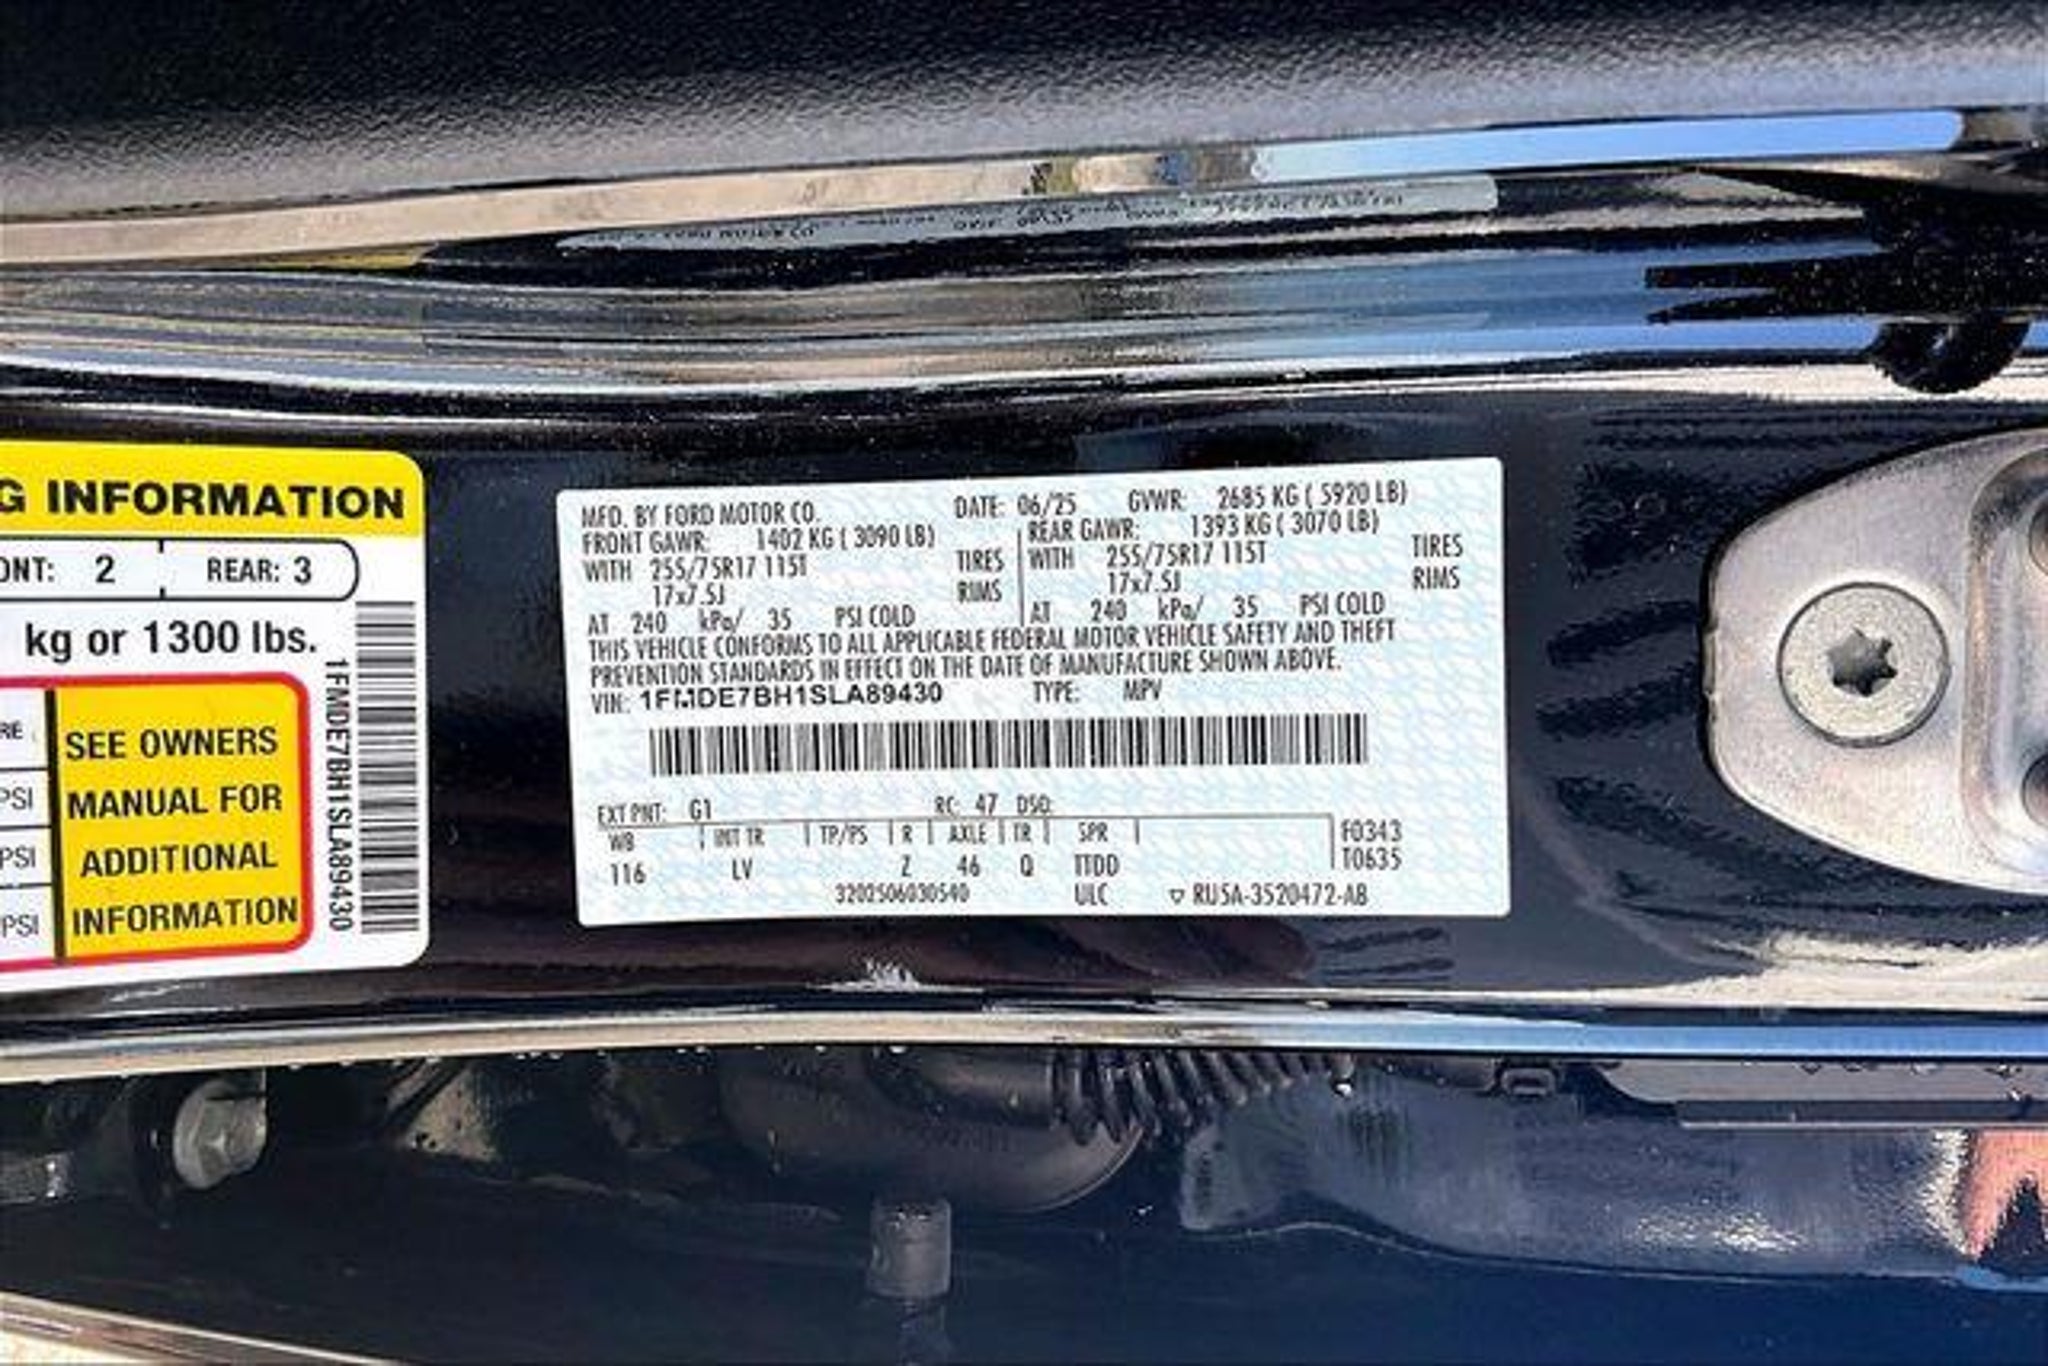 G INFORMATION
ONT: 2 REAR: 3
kg or 1300 lbs.
RE
PSI
PSI
PSI
SEE OWNERS
MANUAL FOR
ADDITIONAL
INFORMATION
1FMDE7BH1SLA89430
MFD. BY FORD MOTOR CO. DATE: 06/25 GVWR: 2685 KG ( 5920 LB)
FRONT GAWR: 1402 KG ( 3090 LB) REAR GAWR: 1393 KG ( 3070 LB)
WITH 255/75R17 115T TIRES WITH 255/75R17 115T TIRES
17x7.5J RIMS 17x7.5J RIMS
AT 240 kPa/ 35 PSI COLD AT 240 kPa/ 35 PSI COLD
THIS VEHICLE CONFORMS TO ALL APPLICABLE FEDERAL MOTOR VEHICLE SAFETY AND THEFT
PREVENTION STANDARDS IN EFFECT ON THE DATE OF MANUFACTURE SHOWN ABOVE.
VIN: 1FMDE7BH1SLA89430 TYPE: MPV
EXT PNT: G1 RC: 47 DSO:
WB INT TR TP/PS R AXLE TR SPR F0343
116 LV Z 46 Q TTDD T0635
3202506030540 ULC ▽ RU5A-3520472-AB